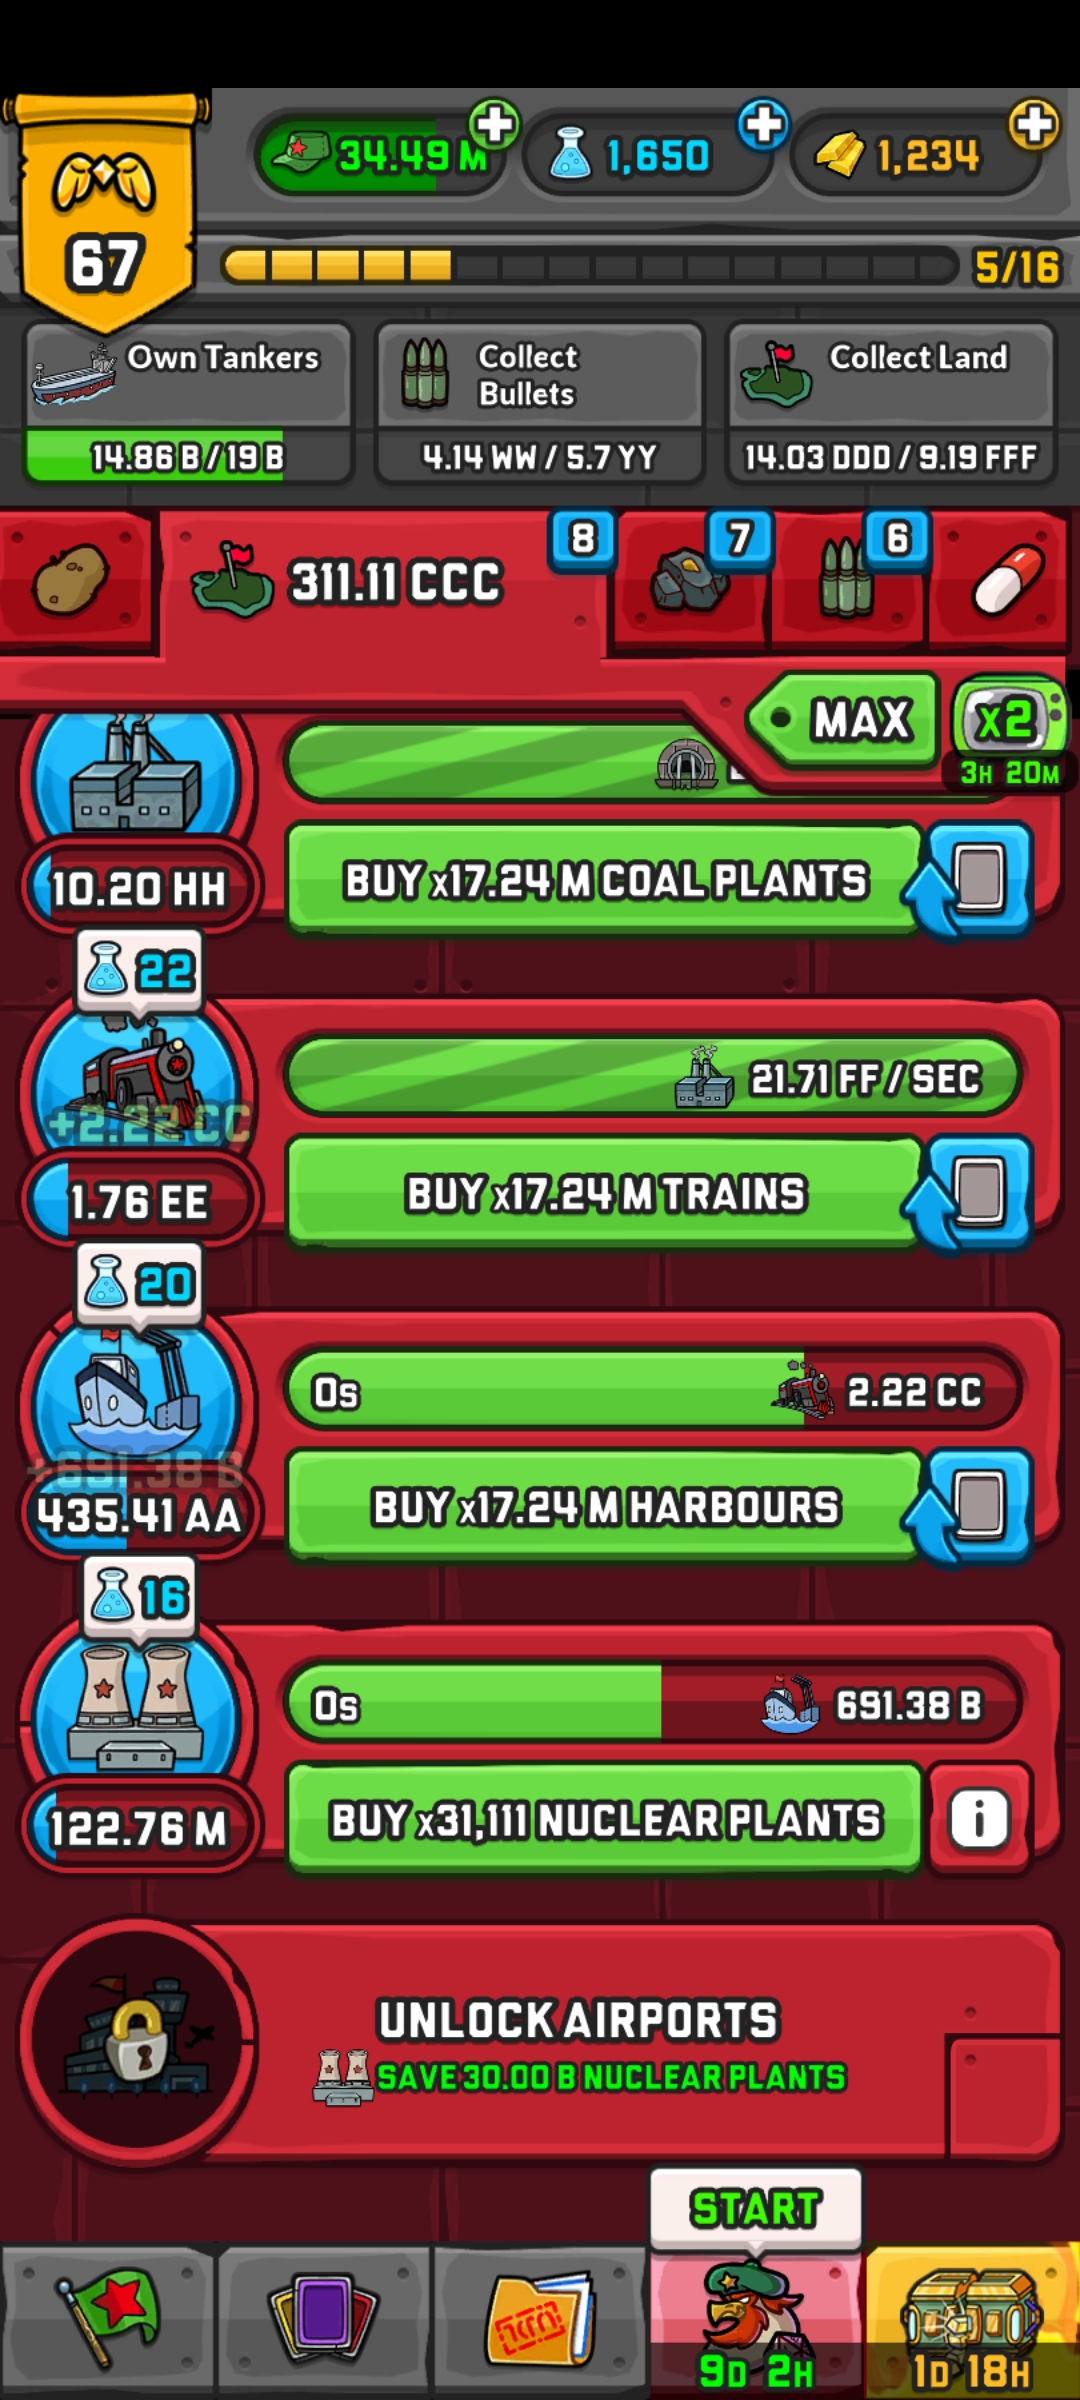 34.49 M
1,650
1,234
67
5/16
Own Tankers
14.86 B / 19 B
Collect
Bullets
4.14 WW / 5.7 YY
Collect Land
14.03 DDD / 9.19 FFF
311.11 CCC
8
7
6
MAX
x2
3H 20M
BUY x17.24 M COAL PLANTS
10.20 HH
22
21.71 FF / SEC
+2.22 CC
BUY x17.24 M TRAINS
1.76 EE
20
0s
2.22 CC
+691.38 B
BUY x17.24 M HARBOURS
435.41 AA
16
0s
691.38 B
BUY x31,111 NUCLEAR PLANTS
i
122.76 M
UNLOCK AIRPORTS
SAVE 30.00 B NUCLEAR PLANTS
START
9D 2H
1D 18H